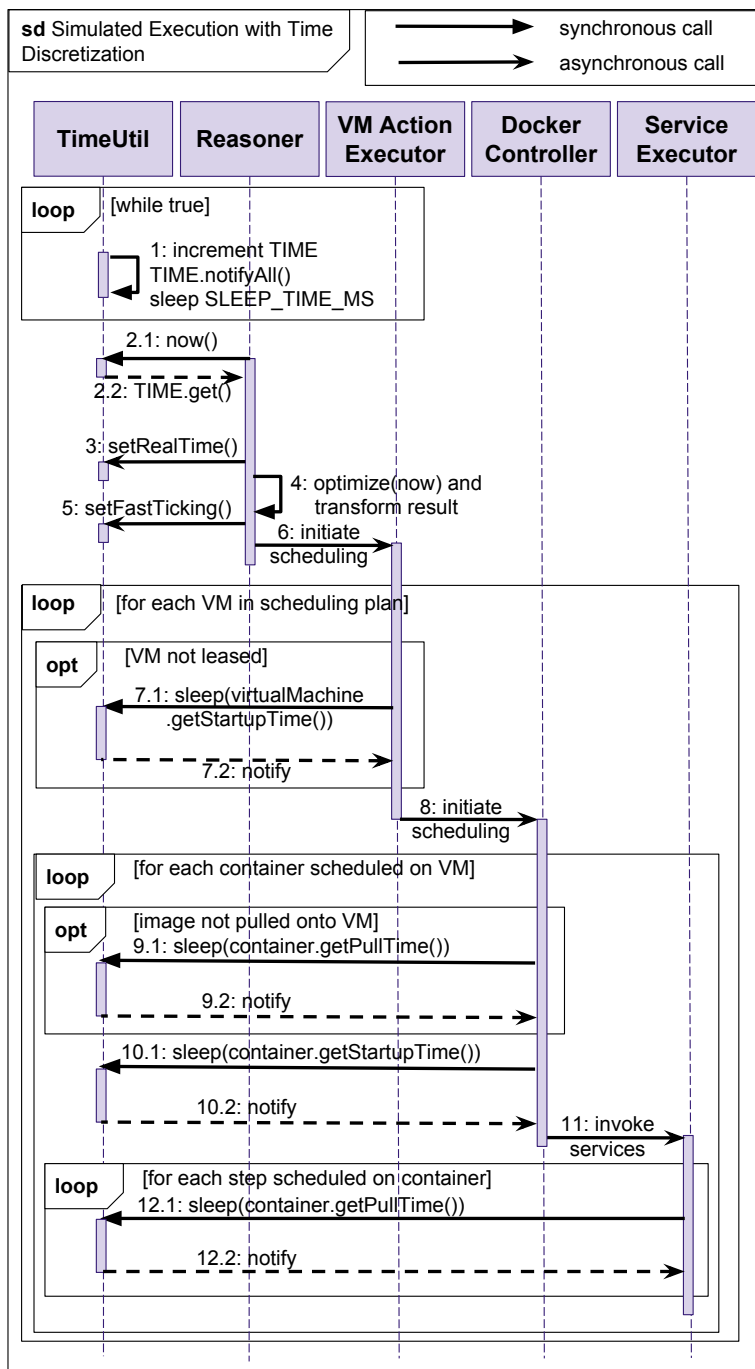 sd Simulated Execution with Time
Discretization
synchronous call
asynchronous call
TimeUtil
Reasoner
VM Action
Executor
Docker
Controller
Service
Executor
loop
[while true]
1: increment TIME
TIME.notifyAll()
sleep SLEEP_TIME_MS
2.1: now()
2.2: TIME.get()
3: setRealTime()
4: optimize(now) and
transform result
5: setFastTicking()
6: initiate
scheduling
loop
[for each VM in scheduling plan]
opt
[VM not leased]
7.1: sleep(virtualMachine
.getStartupTime())
7.2: notify
8: initiate
scheduling
loop
[for each container scheduled on VM]
opt
[image not pulled onto VM]
9.1: sleep(container.getPullTime())
9.2: notify
10.1: sleep(container.getStartupTime())
10.2: notify
11: invoke
services
loop
[for each step scheduled on container]
12.1: sleep(container.getPullTime())
12.2: notify